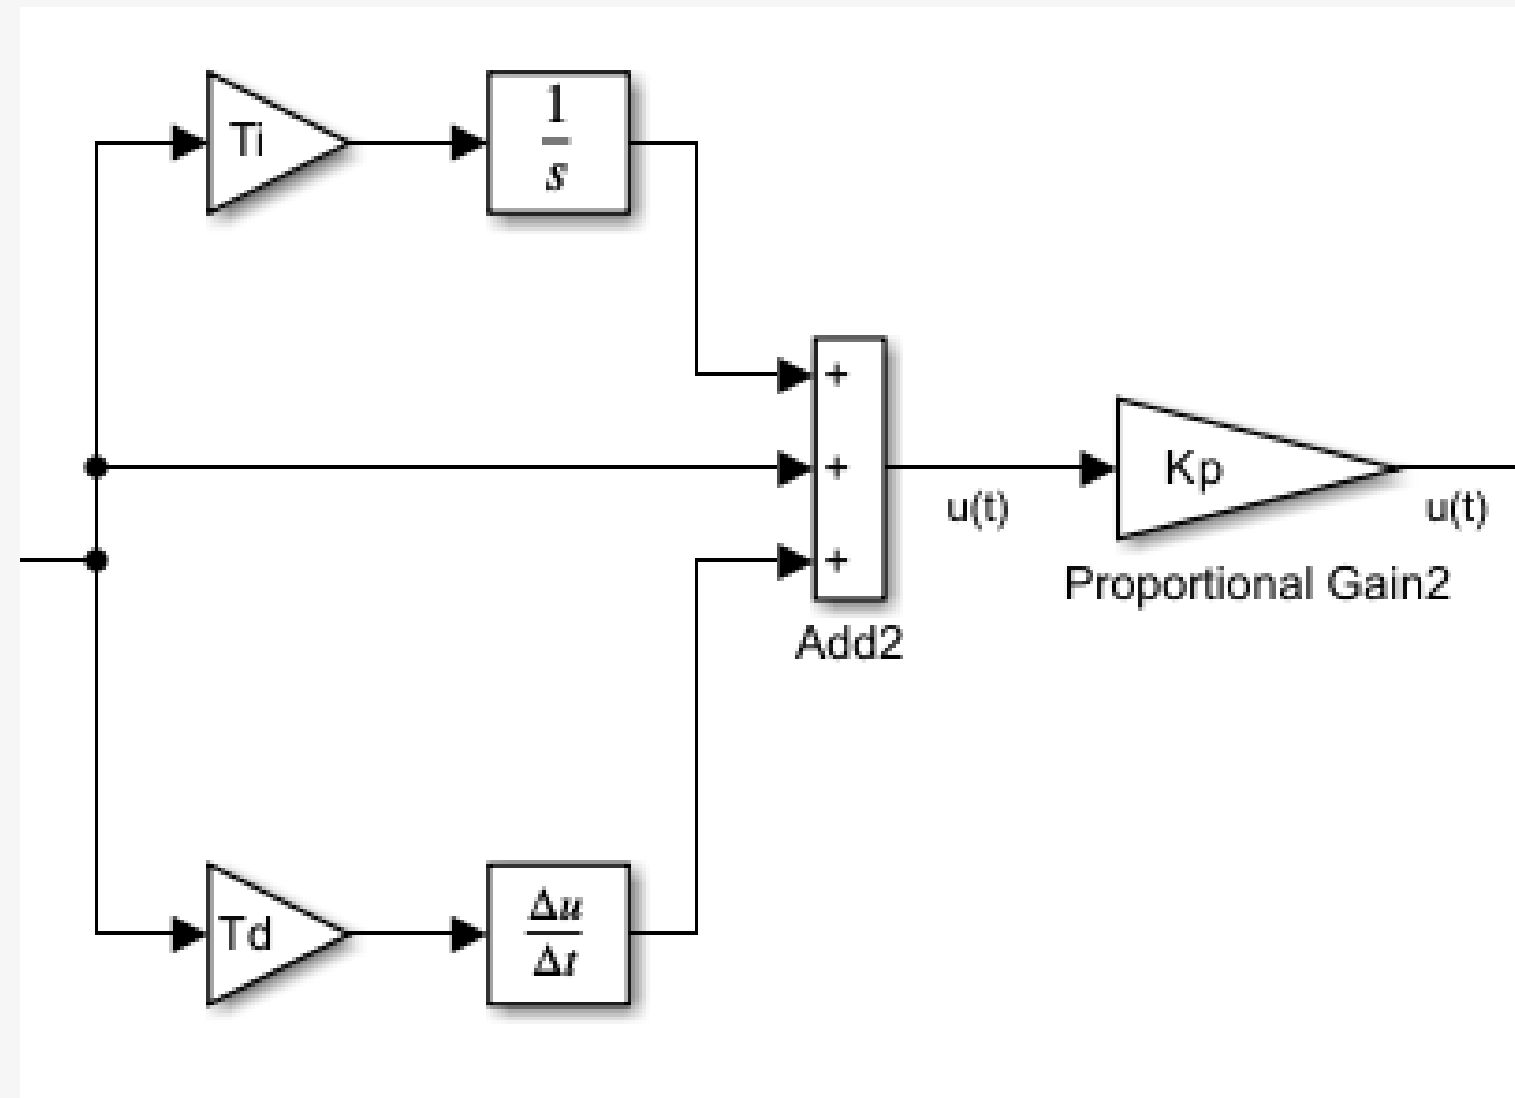 Ti
1
s
+
+
+
u(t)
Kp
u(t)
Proportional Gain2
Add2
Td
Δu
Δt